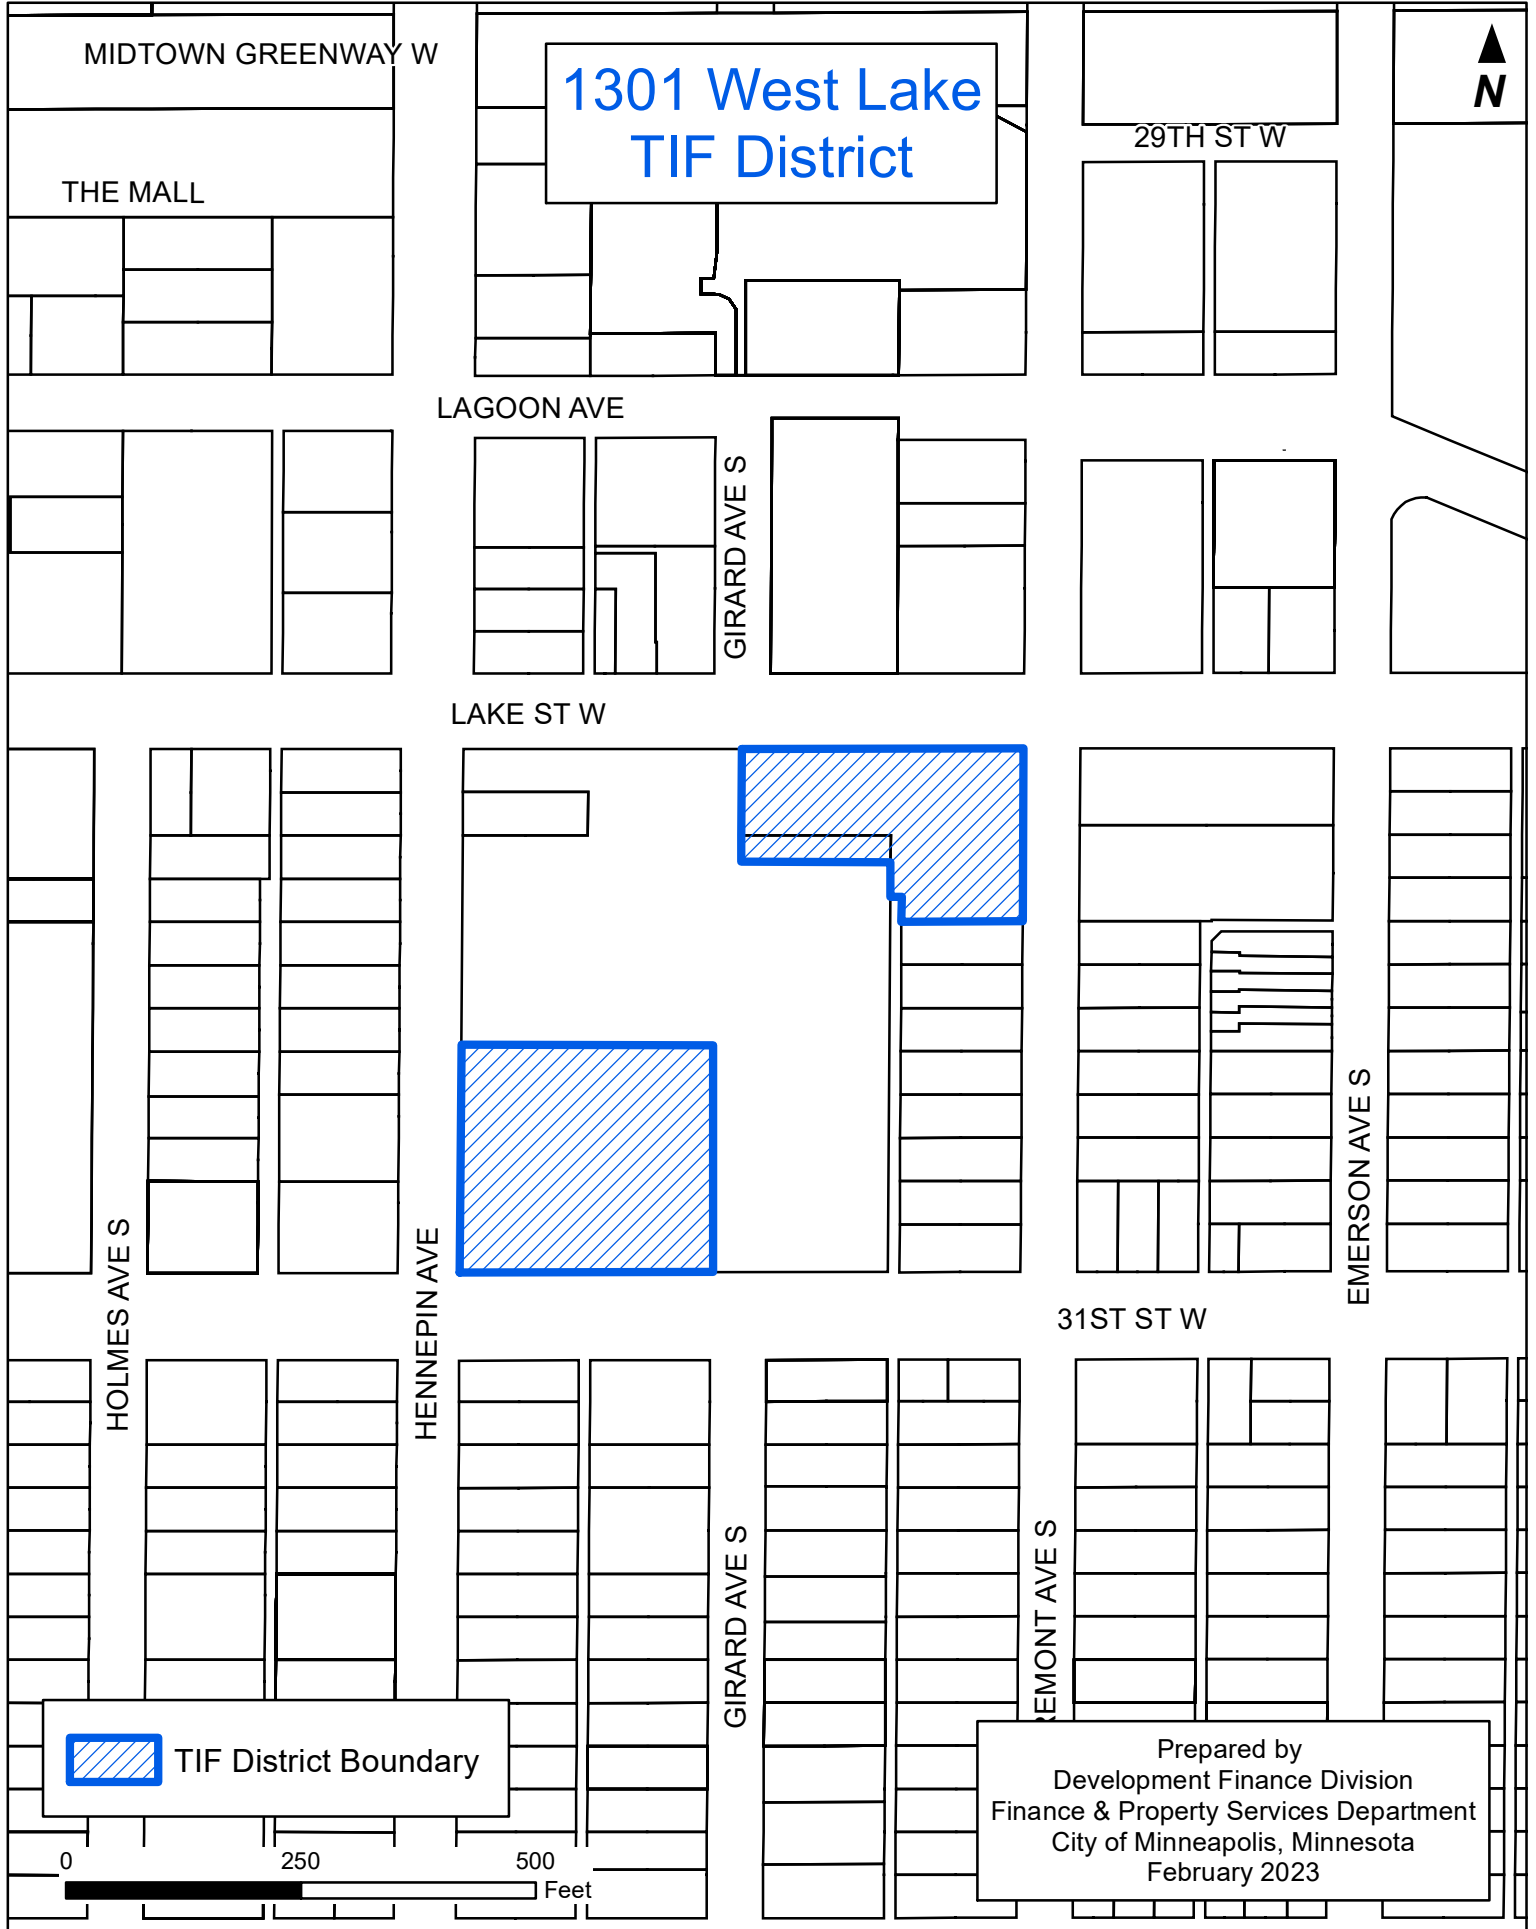 MIDTOWN GREENWAY W
1301 West Lake
TIF District
N
29TH ST W
THE MALL
LAGOON AVE
GIRARD AVE S
LAKE ST W
HOLMES AVE S
HENNEPIN AVE
EMERSON AVE S
31ST ST W
GIRARD AVE S
REMONT AVE S
TIF District Boundary
Prepared by
Development Finance Division
Finance & Property Services Department
City of Minneapolis, Minnesota
February 2023
0 250 500
Feet